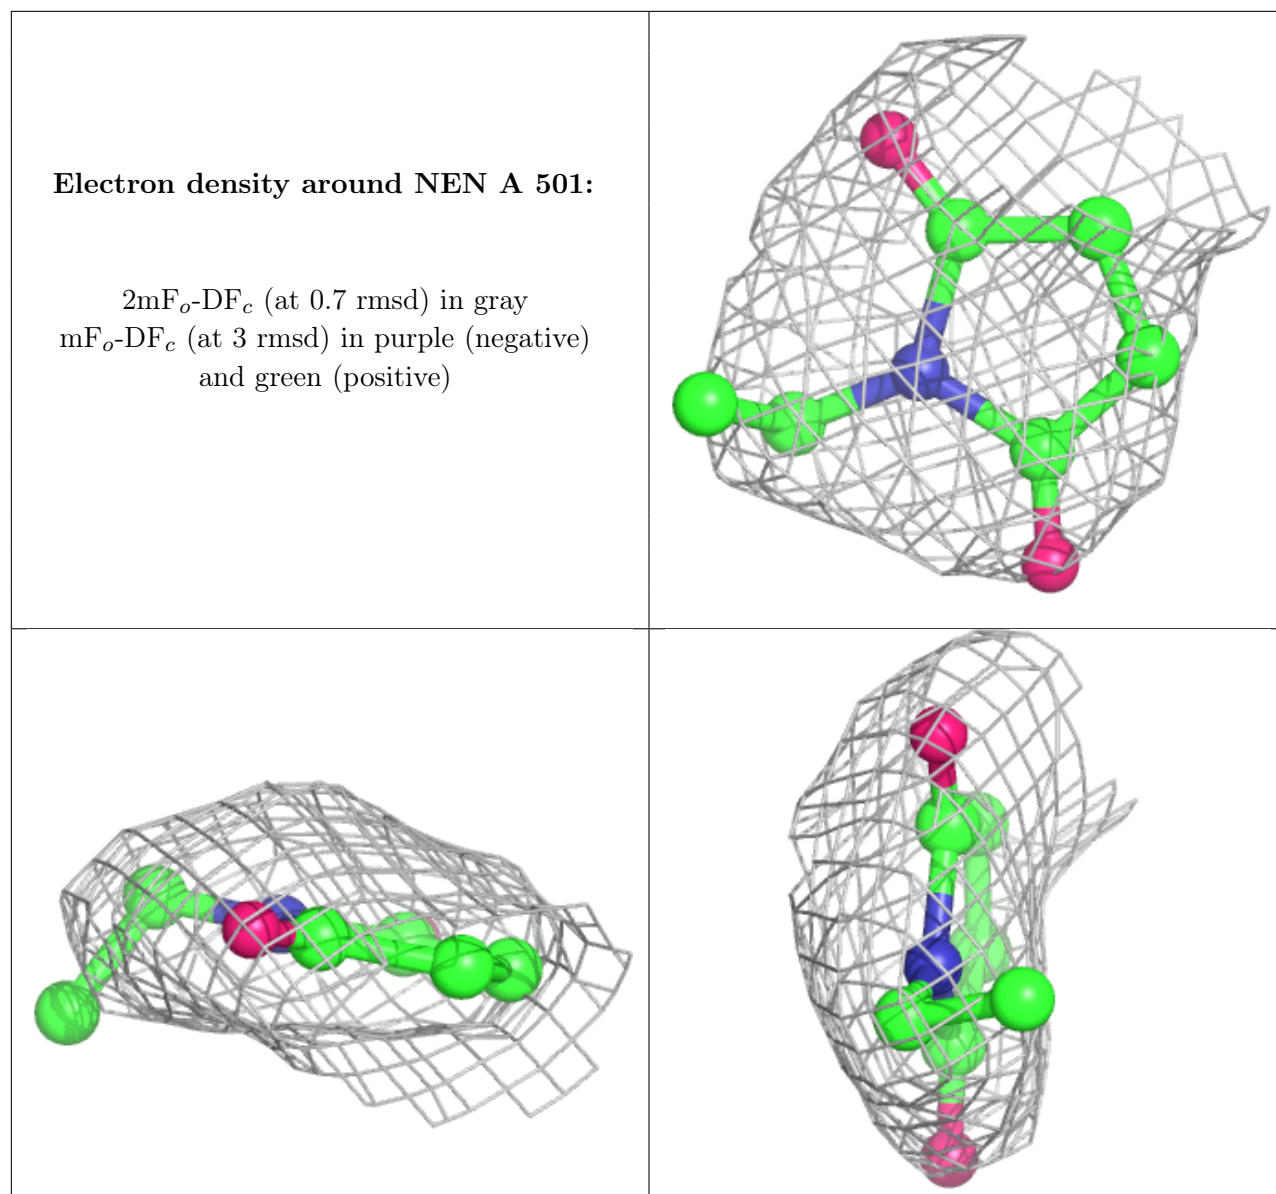 Electron density around NEN A 501:
2mFo-DFc (at 0.7 rmsd) in gray
mFo-DFc (at 3 rmsd) in purple (negative)
and green (positive)